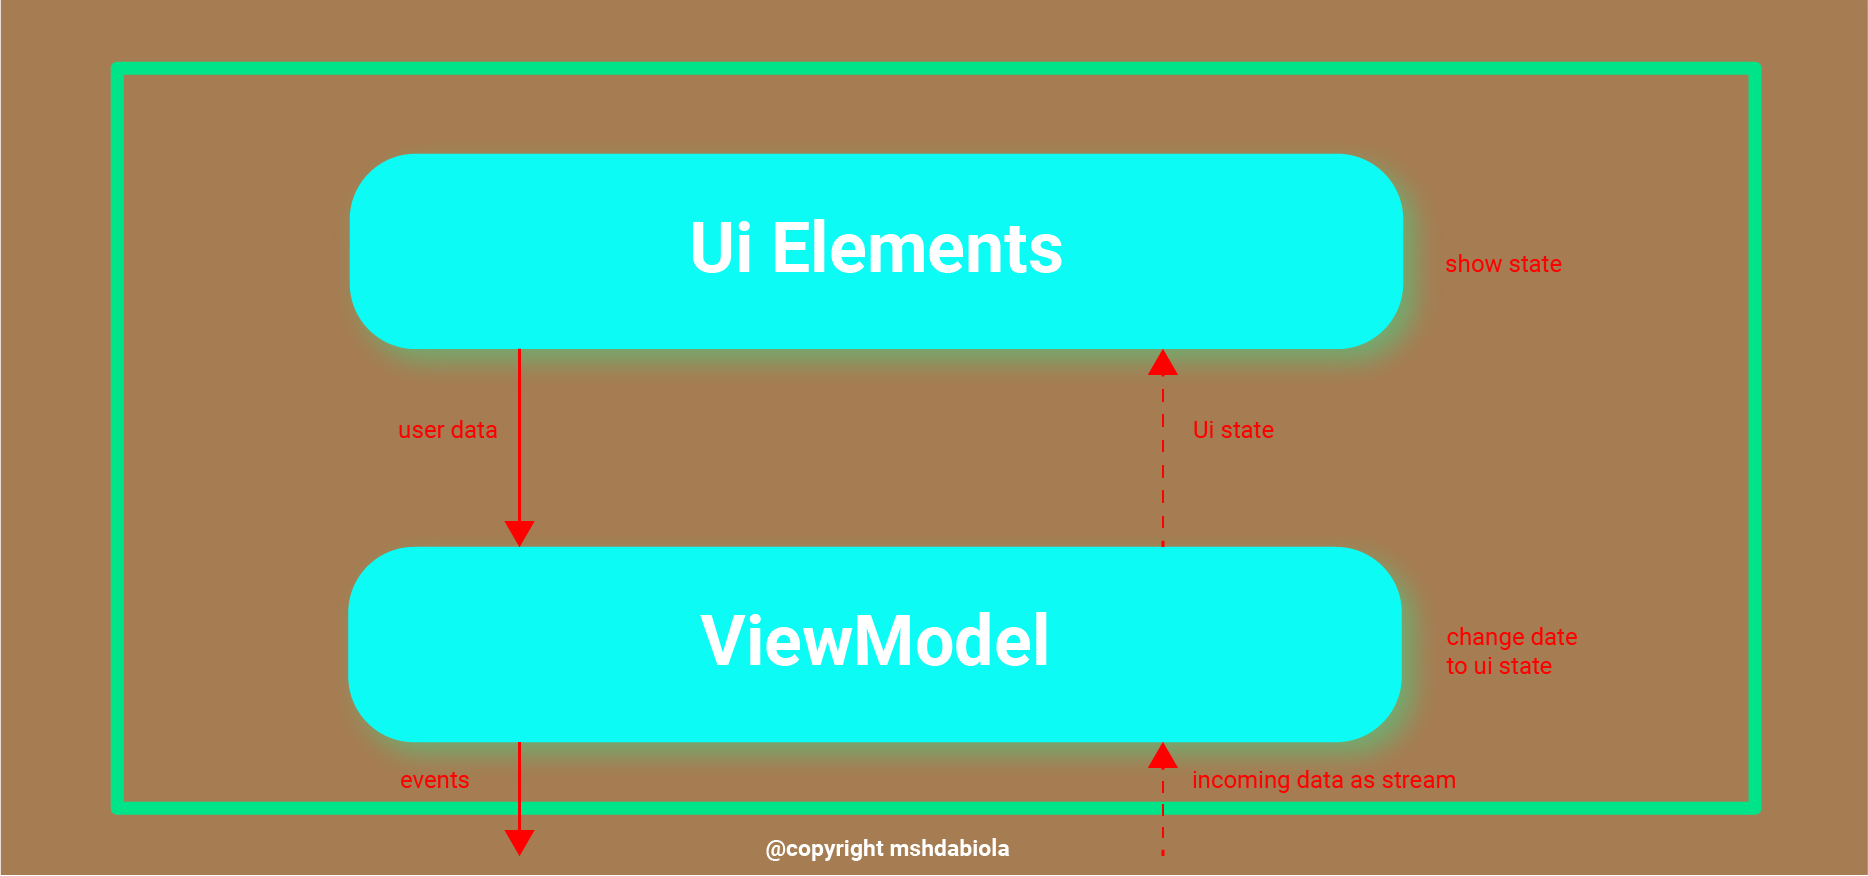 Ui Elements
show state
user data
Ui state
ViewModel
change date
to ui state
events
incoming data as stream
@copyright mshdabiola